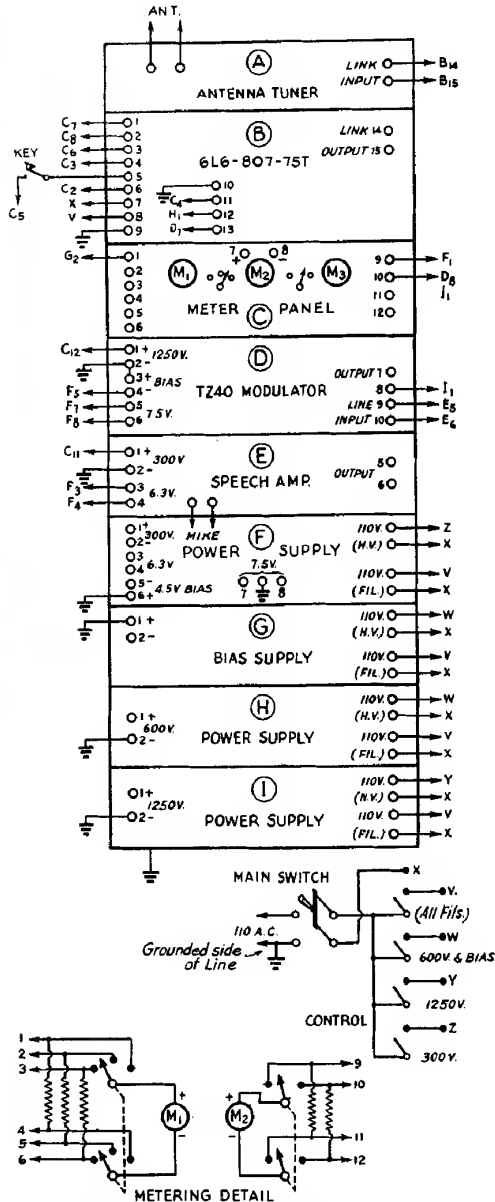 ANT.
A
ANTENNA TUNER
LINK B14
INPUT B15
B
6L6-807-75T
C7 1
C8 2
C6 3
C3 4
KEY
5
C5
C2 6
X 7
V 8
9
10
C4 11
H1 12
D7 13
LINK 14
OUTPUT 15
G2 1
2
3
4
5
6
7 8
+ -
M1 M2 M3
METER PANEL
C
9 F1
10 D8
11 I1
12
C12 1+ 1250V.
2-
3+ BIAS
F5 4-
F7 5 7.5V.
F8 6
D
TZ40 MODULATOR
OUTPUT 7
8 I1
LINE 9 E5
INPUT 10 E6
C11 1+ 300V
2-
F3 3 6.3V.
F4 4
E
SPEECH AMP.
OUTPUT 5
6
MIKE
1+ 300V.
2-
3 6.3V
4
5- 4.5V BIAS
6+
F
POWER SUPPLY
7.5V.
7 8
110V. Z
(H.V.) X
110V. V
(FIL.) X
1+
2-
G
BIAS SUPPLY
110V. W
(H.V.) X
110V. V
(FIL.) X
1+ 600V.
2-
H
POWER SUPPLY
110V. W
(H.V.) X
110V. V
(FIL.) X
1+ 1250V.
2-
I
POWER SUPPLY
110V. Y
(H.V.) X
110V. V
(FIL.) X
MAIN SWITCH
X
110 A.C.
Grounded side
of Line
V.
(All Fils.)
W
600V. & BIAS
Y
1250V.
CONTROL
Z
300V.
1
2
3
4
5
6
+
M1
-
+
M2
-
9
10
11
12
METERING DETAIL